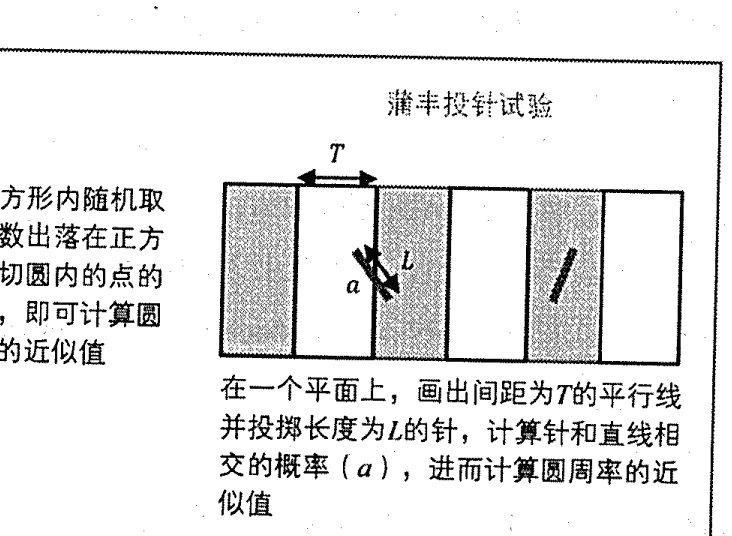 蒲丰投针试验
T
L
a
方形内随机取
数出落在正方
切圆内的点的
，即可计算圆
的近似值
在一个平面上，画出间距为T的平行线
并投掷长度为L的针，计算针和直线相
交的概率（a），进而计算圆周率的近
似值